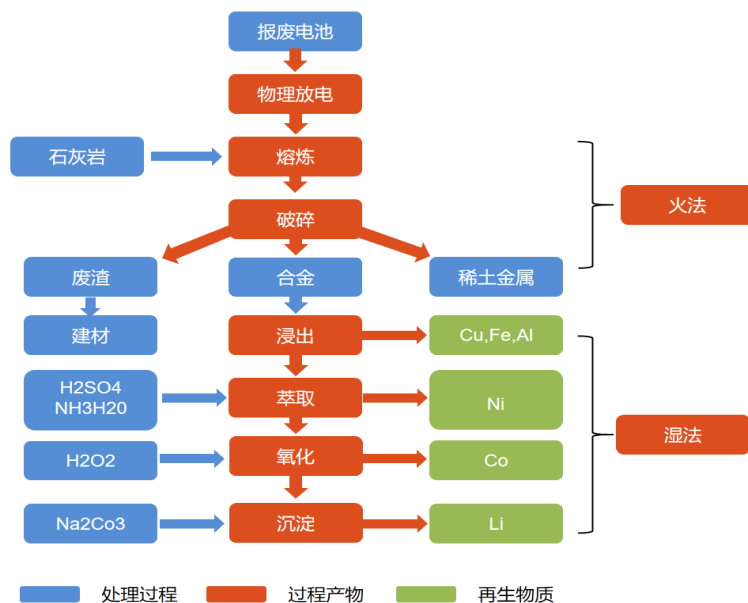 报废电池
物理放电
石灰岩
熔炼
火法
破碎
废渣
合金
稀土金属
建材
浸出
Cu,Fe,Al
H2SO4
NH3H20
萃取
Ni
湿法
H2O2
氧化
Co
Na2Co3
沉淀
Li
处理过程
过程产物
再生物质